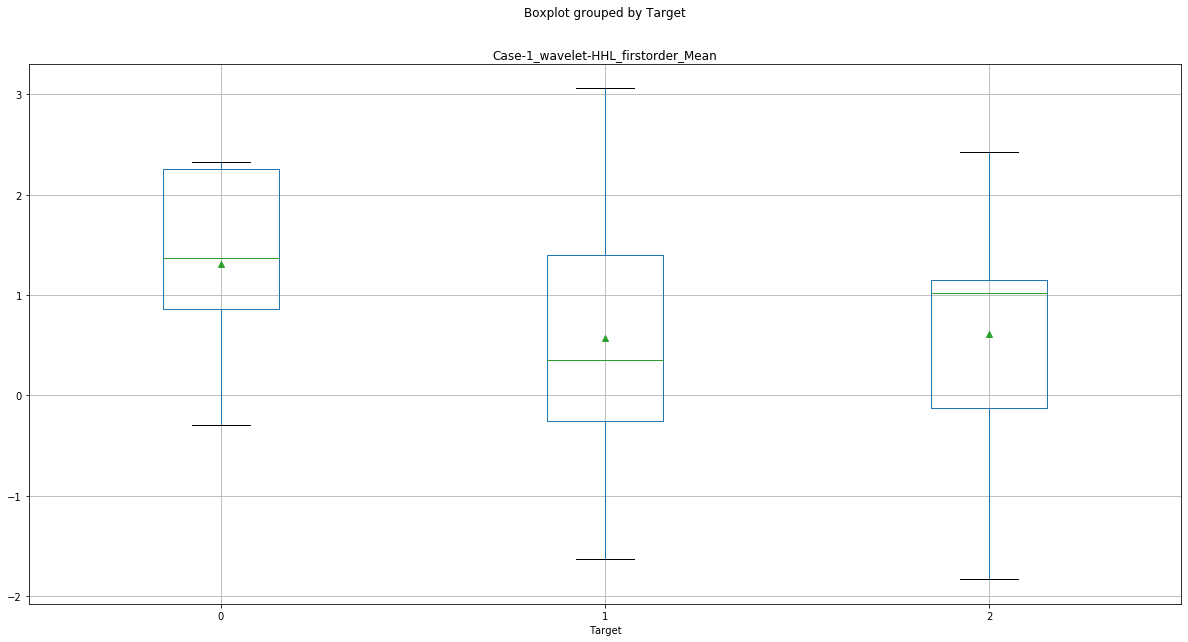 Boxplot grouped by Target
Case-1_wavelet-HHL_firstorder_Mean
3
2
1
0
−1
−2
0 1 2
Target